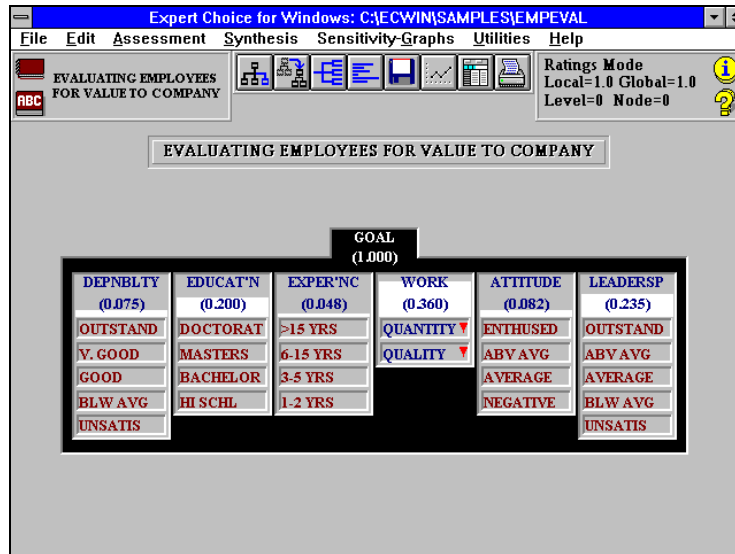 Expert Choice for Windows: C:\ECWIN\SAMPLES\EMPEVAL
File Edit Assessment Synthesis Sensitivity-Graphs Utilities Help
EVALUATING EMPLOYEES
FOR VALUE TO COMPANY
ABC
Ratings Mode
Local=1.0 Global=1.0
Level=0 Node=0
EVALUATING EMPLOYEES FOR VALUE TO COMPANY
GOAL
(1.000)
DEPNBLTY EDUCAT'N EXPER'NC WORK ATTITUDE LEADERSP
(0.075) (0.200) (0.048) (0.360) (0.082) (0.235)
OUTSTAND DOCTORAT >15 YRS QUANTITY ENTHUSED OUTSTAND
V. GOOD MASTERS 6-15 YRS QUALITY ABV AVG ABV AVG
GOOD BACHELOR 3-5 YRS AVERAGE AVERAGE
BLW AVG HI SCHL 1-2 YRS NEGATIVE BLW AVG
UNSATIS UNSATIS